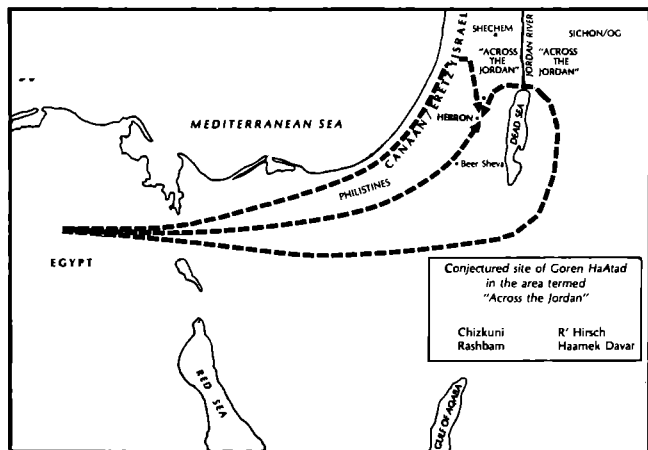 SHECHEM
SICHON/OG
JORDAN RIVER
"ACROSS
THE
JORDAN"
"ACROSS
THE
JORDAN"
CANAAN/ERETZ YISRAEL
MEDITERRANEAN SEA
HEBRON
DEAD SEA
Beer Sheva
PHILISTINES
EGYPT
Conjectured site of Goren HaAtad
in the area termed
"Across the Jordan"
Chizkuni R' Hirsch
Rashbam Haamek Davar
RED SEA
GULF OF AQABA